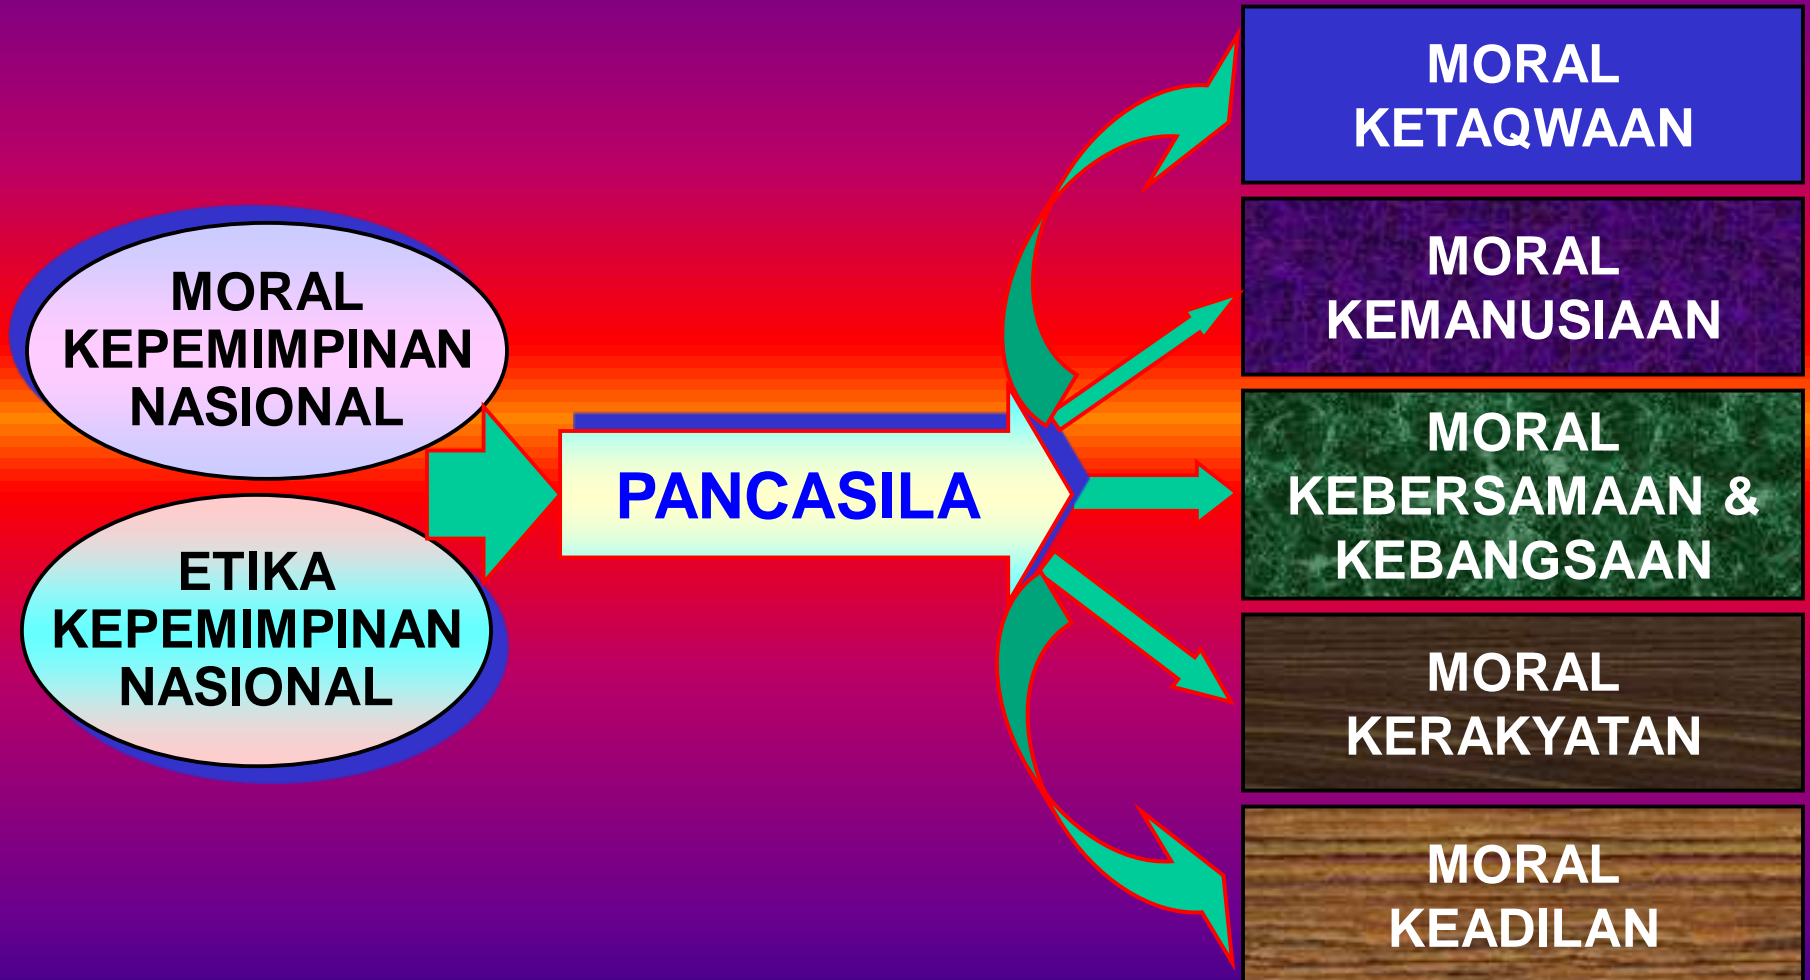 MORAL
KEPEMIMPINAN
NASIONAL
ETIKA
KEPEMIMPINAN
NASIONAL
PANCASILA
MORAL
KETAQWAAN
MORAL
KEMANUSIAAN
MORAL
KEBERSAMAAN &
KEBANGSAAN
MORAL
KERAKYATAN
MORAL
KEADILAN